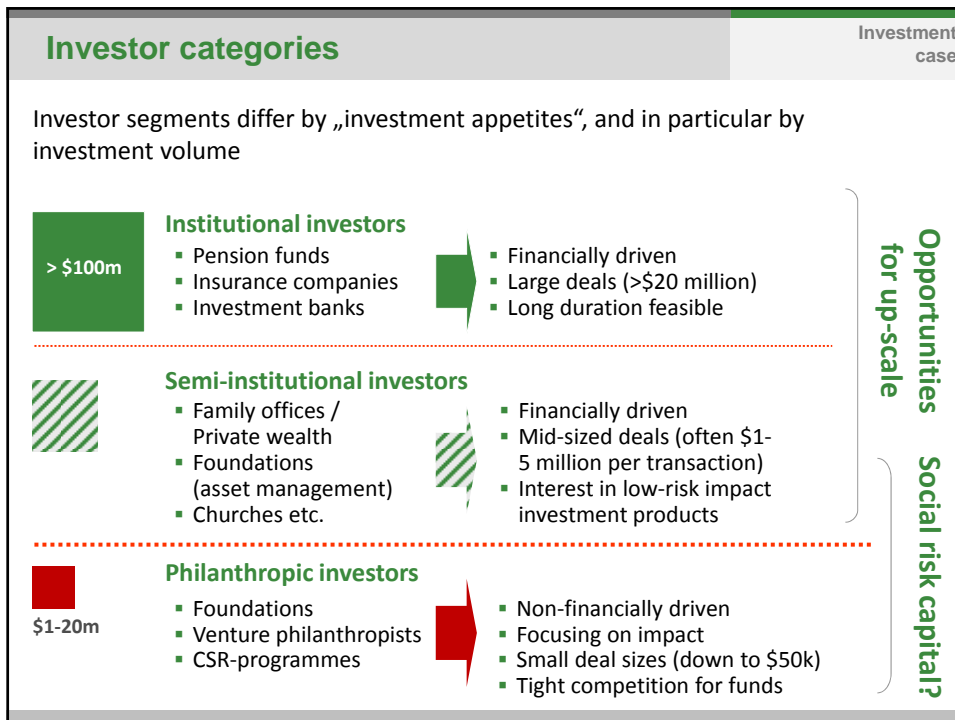 Investor categories
Investment
case
Investor segments differ by „investment appetites“, and in particular by
investment volume
> $100m
Institutional investors
▪ Pension funds
▪ Insurance companies
▪ Investment banks
▪ Financially driven
▪ Large deals (>$20 million)
▪ Long duration feasible
Semi-institutional investors
▪ Family offices /
Private wealth
▪ Foundations
(asset management)
▪ Churches etc.
▪ Financially driven
▪ Mid-sized deals (often $1-
5 million per transaction)
▪ Interest in low-risk impact
investment products
$1-20m
Philanthropic investors
▪ Foundations
▪ Venture philanthropists
▪ CSR-programmes
▪ Non-financially driven
▪ Focusing on impact
▪ Small deal sizes (down to $50k)
▪ Tight competition for funds
Opportunities
for up-scale
Social risk capital?